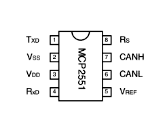 TXD 1 8 RS
VSS 2 7 CANH
VDD 3 6 CANL
RXD 4 5 VREF
MCP2551